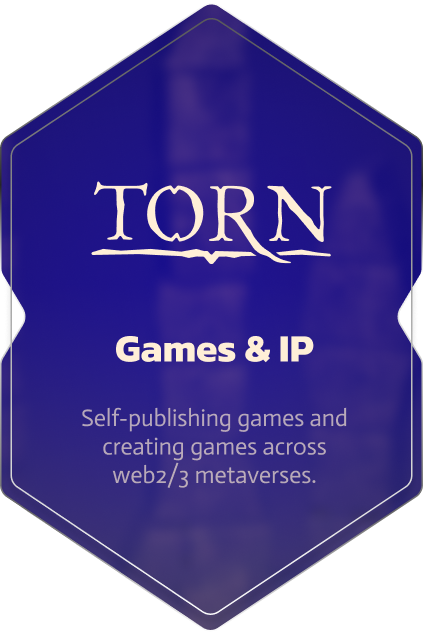 TORN
Games & IP
Self-publishing games and
creating games across
web2/3 metaverses.